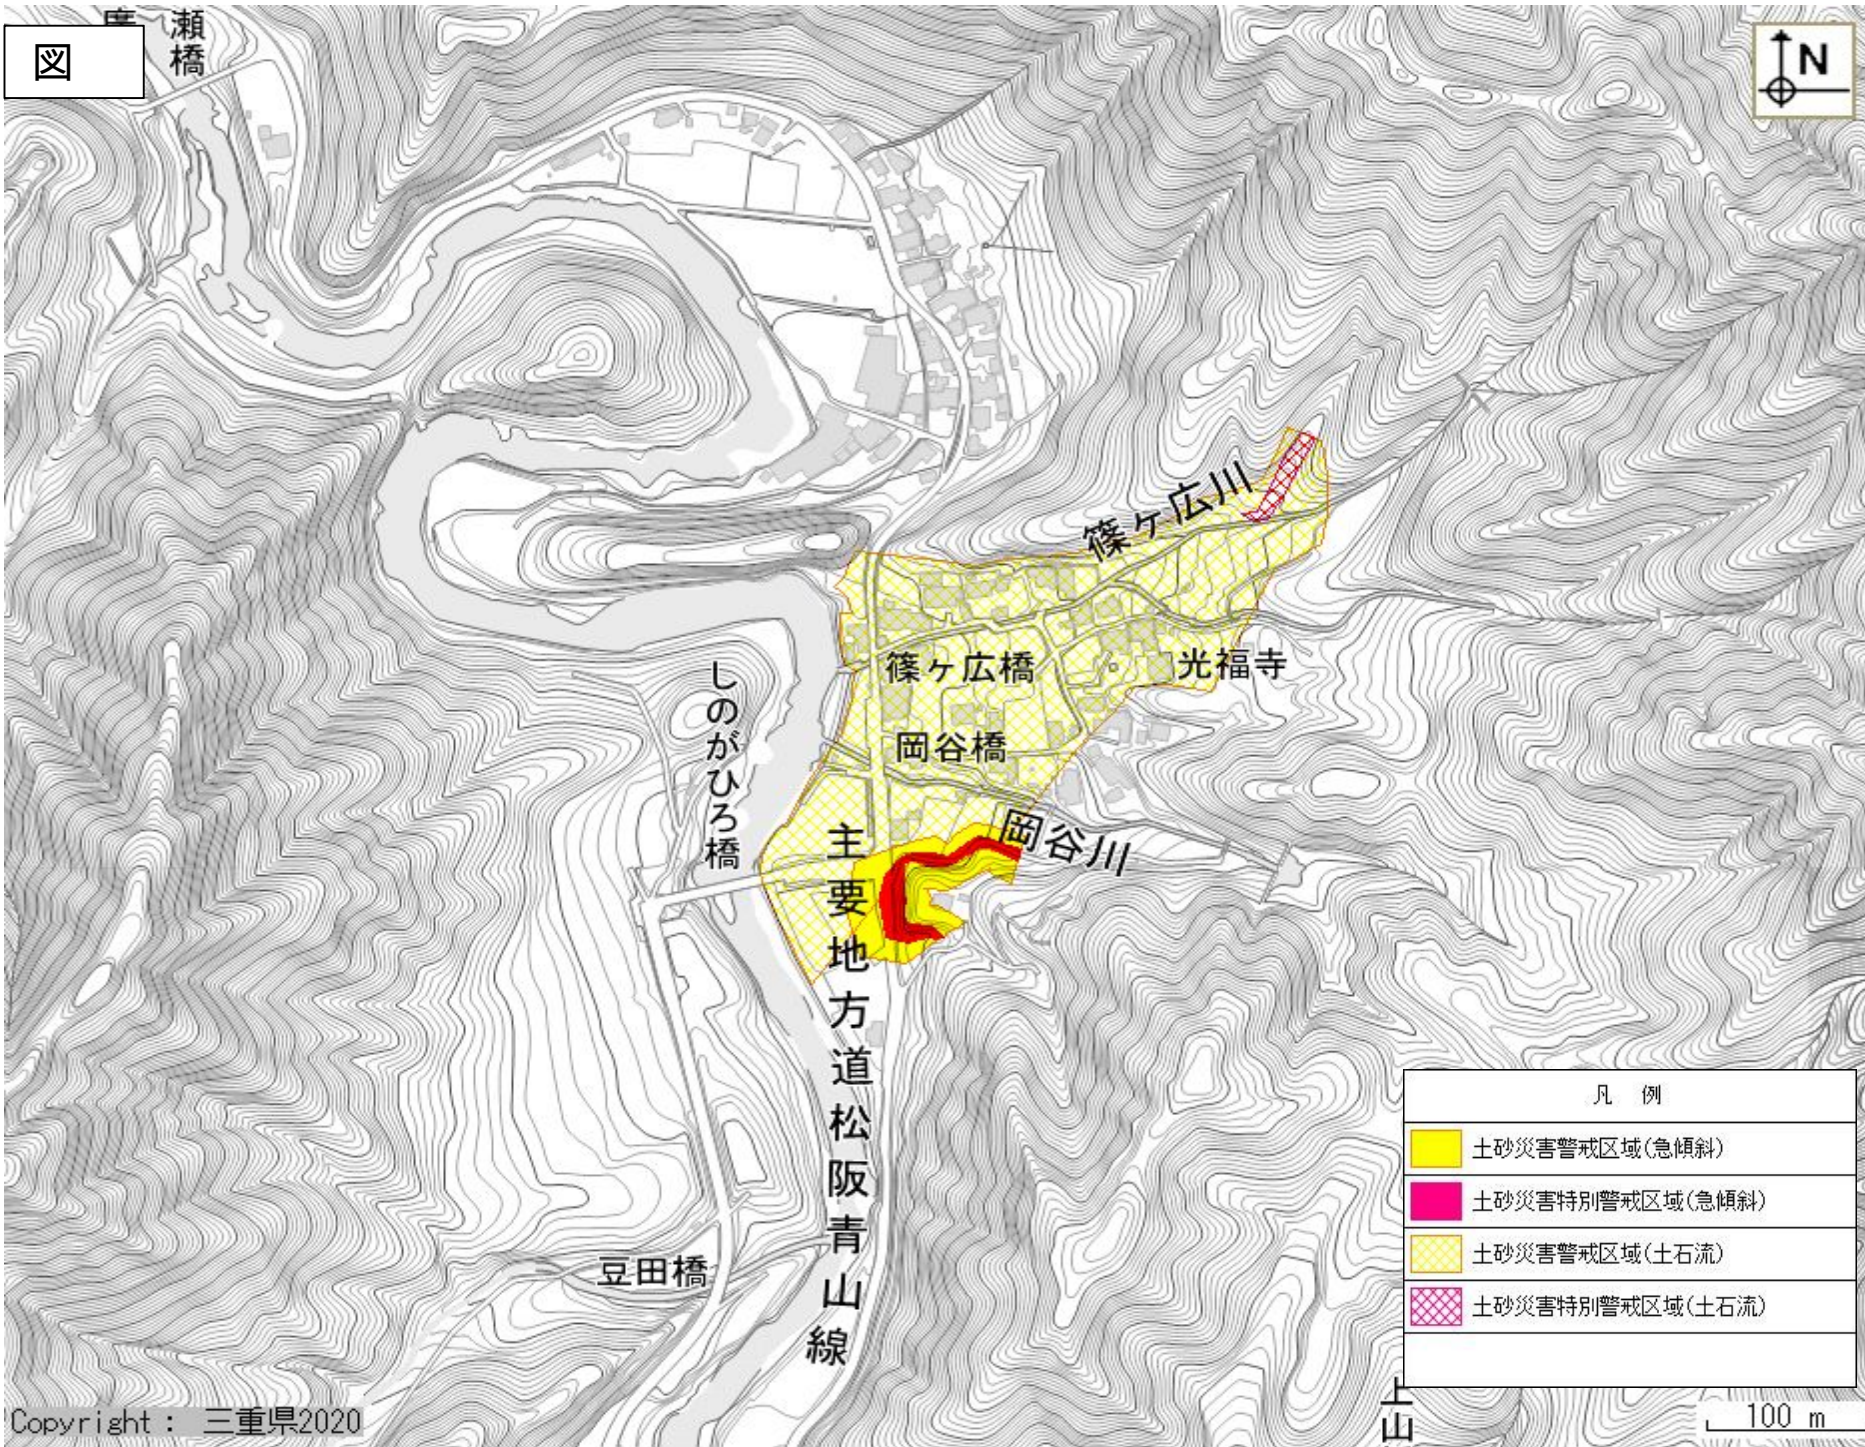 図
廣
瀬橋
N
篠ヶ広川
篠ヶ広橋
光福寺
しのがひろ橋
岡谷橋
岡谷川
主要地方道松阪青山線
豆田橋
凡 例
土砂災害警戒区域(急傾斜)
土砂災害特別警戒区域(急傾斜)
土砂災害警戒区域(土石流)
土砂災害特別警戒区域(土石流)
上山
100 m
Copyright : 三重県2020